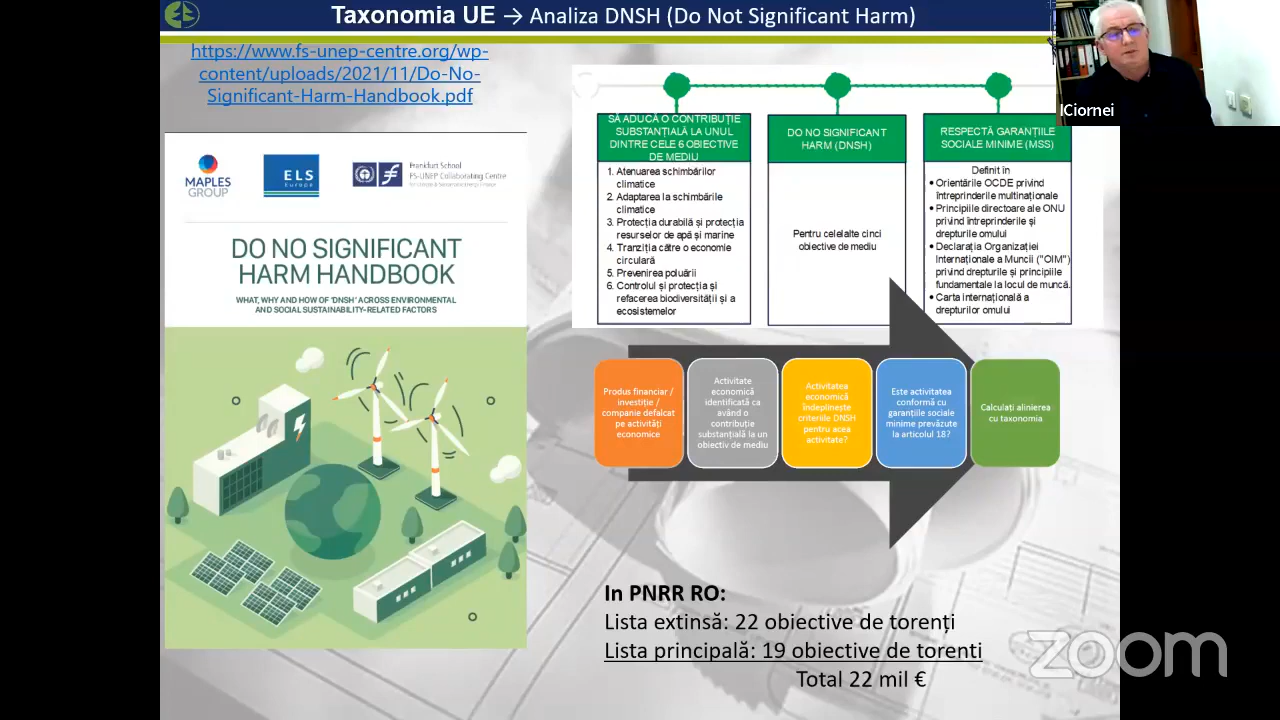 Taxonomia UE → Analiza DNSH (Do Not Significant Harm)
https://www.fs-unep-centre.org/wp-
content/uploads/2021/11/Do-No-
Significant-Harm-Handbook.pdf
MAPLES
GROUP
ELS
Europe
Frankfurt School
FS-UNEP Collaborating Centre
DO NO SIGNIFICANT
HARM HANDBOOK
WHAT, WHY AND HOW OF 'DNSH' ACROSS ENVIRONMENTAL
AND SOCIAL SUSTAINABILITY-RELATED FACTORS
SĂ ADUCĂ O CONTRIBUȚIE
SUBSTANȚIALĂ LA UNUL
DINTRE CELE 6 OBIECTIVE
DE MEDIU
1. Atenuarea schimbărilor
climatice
2. Adaptarea la schimbările
climatice
3. Protecția durabilă și protecția
resurselor de apă și marine
4. Tranziția către o economie
circulară
5. Prevenirea poluării
6. Controlul și protecția și
refacerea biodiversității și a
ecosistemelor
DO NO SIGNIFICANT
HARM (DNSH)
Pentru celelalte cinci
obiective de mediu
RESPECTĂ GARANȚIILE
SOCIALE MINIME (MSS)
Definit în
• Orientările OCDE privind
întreprinderile multinaționale
• Principiile directoare ale ONU
privind întreprinderile și
drepturile omului
• Declarația Organizației
Internaționale a Muncii ("OIM")
privind drepturile și principiile
fundamentale la locul de muncă.
• Carta internațională a
drepturilor omului
ICiornei
Produs financiar /
investiție /
companie defalcat
pe activități
economice
Activitate
economică
identificată ca
având o
contribuție
substanțială la un
obiectiv de mediu
Activitatea
economică
îndeplinește
criteriile DNSH
pentru acea
activitate?
Este activitatea
conformă cu
garanțiile sociale
minime prevăzute
la articolul 18?
Calculați alinierea
cu taxonomia
In PNRR RO:
Lista extinsă: 22 obiective de torenți
Lista principală: 19 obiective de torenti
Total 22 mil €
zoom